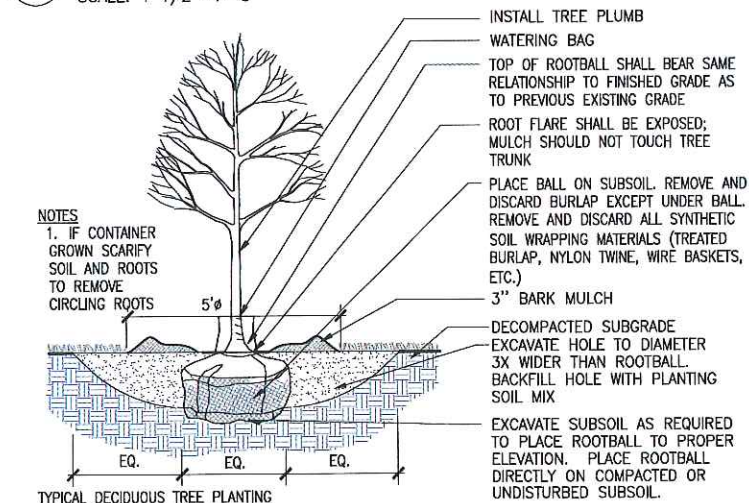 INSTALL TREE PLUMB
WATERING BAG
TOP OF ROOTBALL SHALL BEAR SAME
RELATIONSHIP TO FINISHED GRADE AS
TO PREVIOUS EXISTING GRADE
ROOT FLARE SHALL BE EXPOSED;
MULCH SHOULD NOT TOUCH TREE
TRUNK
PLACE BALL ON SUBSOIL. REMOVE AND
DISCARD BURLAP EXCEPT UNDER BALL.
REMOVE AND DISCARD ALL SYNTHETIC
SOIL WRAPPING MATERIALS (TREATED
BURLAP, NYLON TWINE, WIRE BASKETS,
ETC.)
3" BARK MULCH
DECOMPACTED SUBGRADE
EXCAVATE HOLE TO DIAMETER
3X WIDER THAN ROOTBALL.
BACKFILL HOLE WITH PLANTING
SOIL MIX
EXCAVATE SUBSOIL AS REQUIRED
TO PLACE ROOTBALL TO PROPER
ELEVATION. PLACE ROOTBALL
DIRECTLY ON COMPACTED OR
UNDISTURBED SUBSOIL
NOTES
1. IF CONTAINER
GROWN SCARIFY
SOIL AND ROOTS
TO REMOVE
CIRCLING ROOTS
5'ø
EQ.
EQ.
EQ.
TYPICAL DECIDUOUS TREE PLANTING